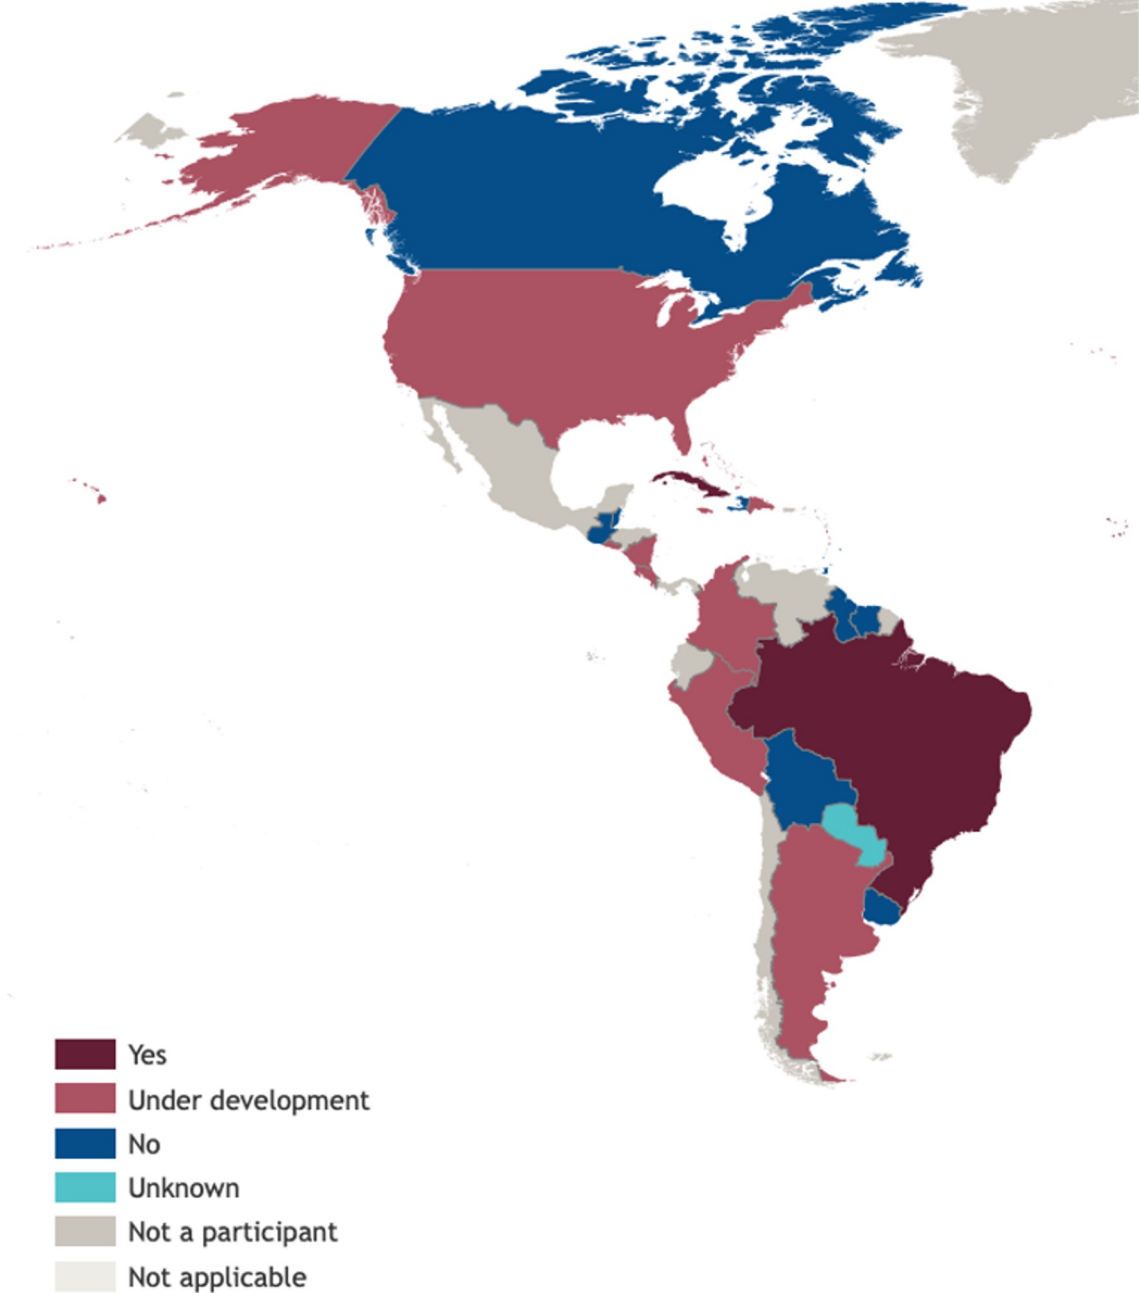 Yes
Under development
No
Unknown
Not a participant
Not applicable